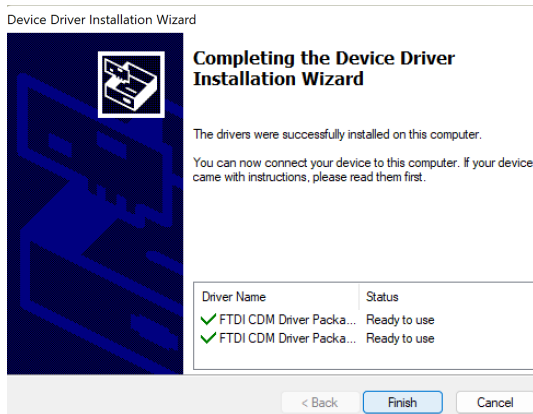 Device Driver Installation Wizard
Completing the Device Driver
Installation Wizard
The drivers were successfully installed on this computer.
You can now connect your device to this computer. If your device
came with instructions, please read them first.
Driver Name Status
FTDI CDM Driver Packa... Ready to use
FTDI CDM Driver Packa... Ready to use
< Back Finish Cancel